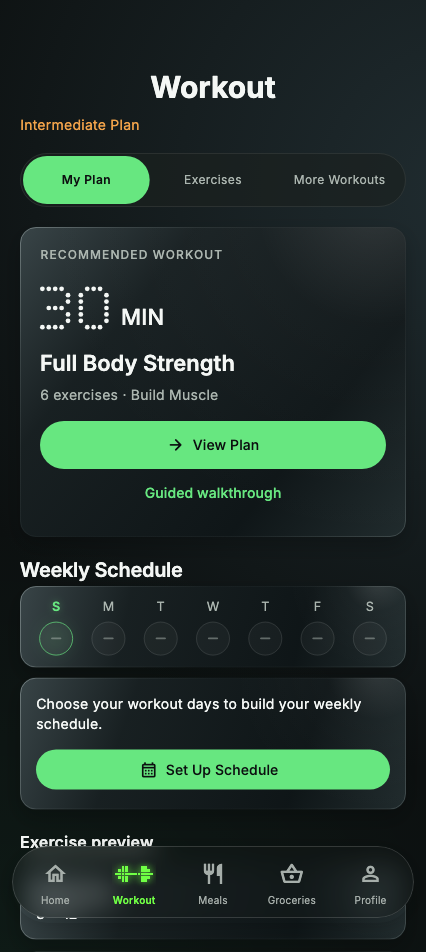 Workout
Intermediate Plan
My Plan
Exercises
More Workouts
RECOMMENDED WORKOUT
30 MIN
Full Body Strength
6 exercises · Build Muscle
View Plan
Guided walkthrough
Weekly Schedule
S M T W T F S
Choose your workout days to build your weekly
schedule.
Set Up Schedule
Exercise preview
Home
Workout
Meals
Groceries
Profile